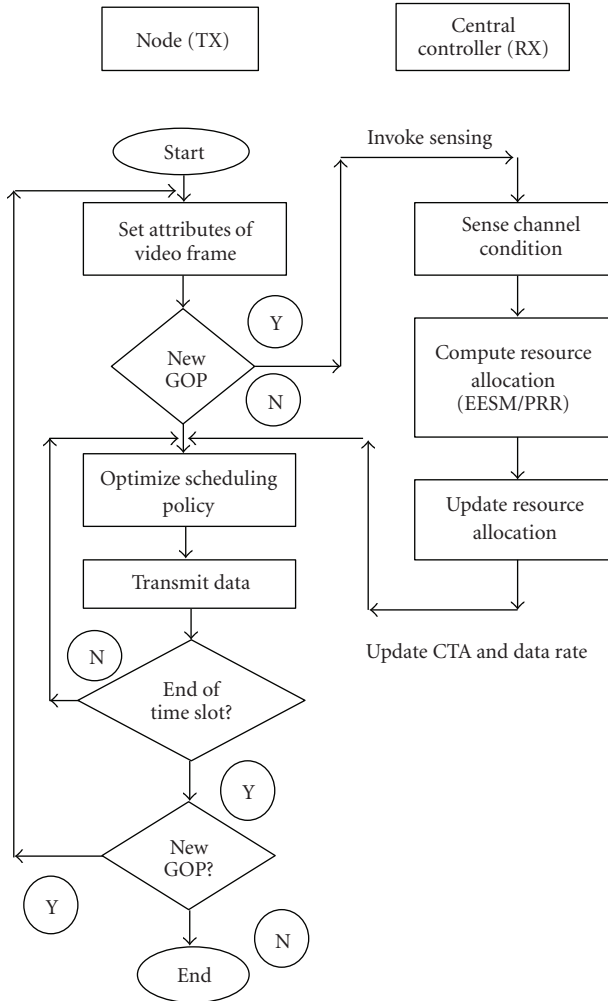 Node (TX)
Central
controller (RX)
Start
Invoke sensing
Set attributes of
video frame
Sense channel
condition
Y
New
GOP
N
Compute resource
allocation
(EESM/PRR)
Optimize scheduling
policy
Update resource
allocation
Transmit data
N
Update CTA and data rate
End of
time slot?
Y
New
GOP?
Y
N
End